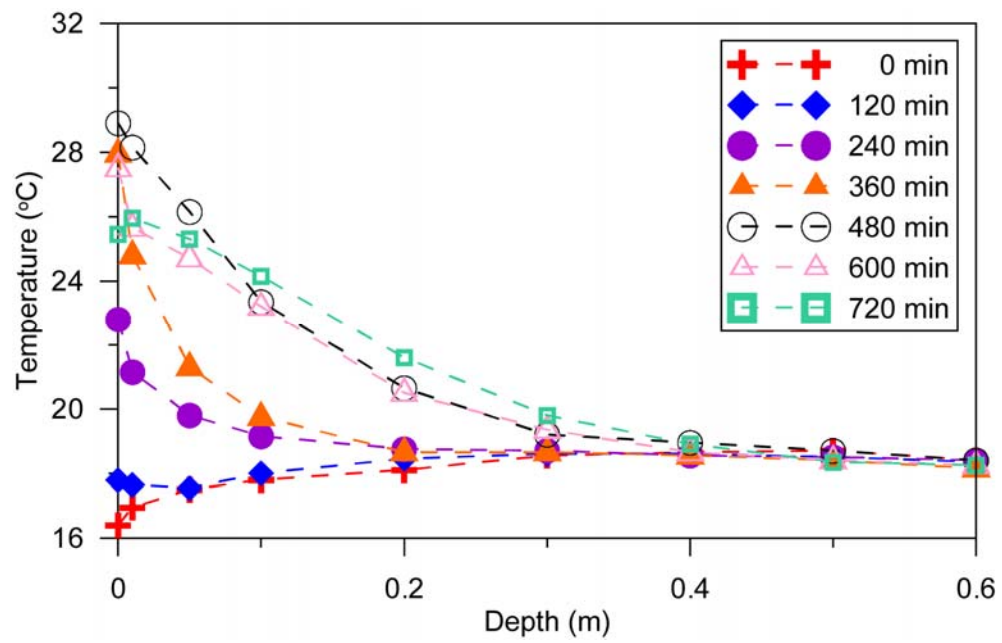 32
28
24
20
16
Temperature (°C)
0 min
120 min
240 min
360 min
480 min
600 min
720 min
0
0.2
0.4
0.6
Depth (m)